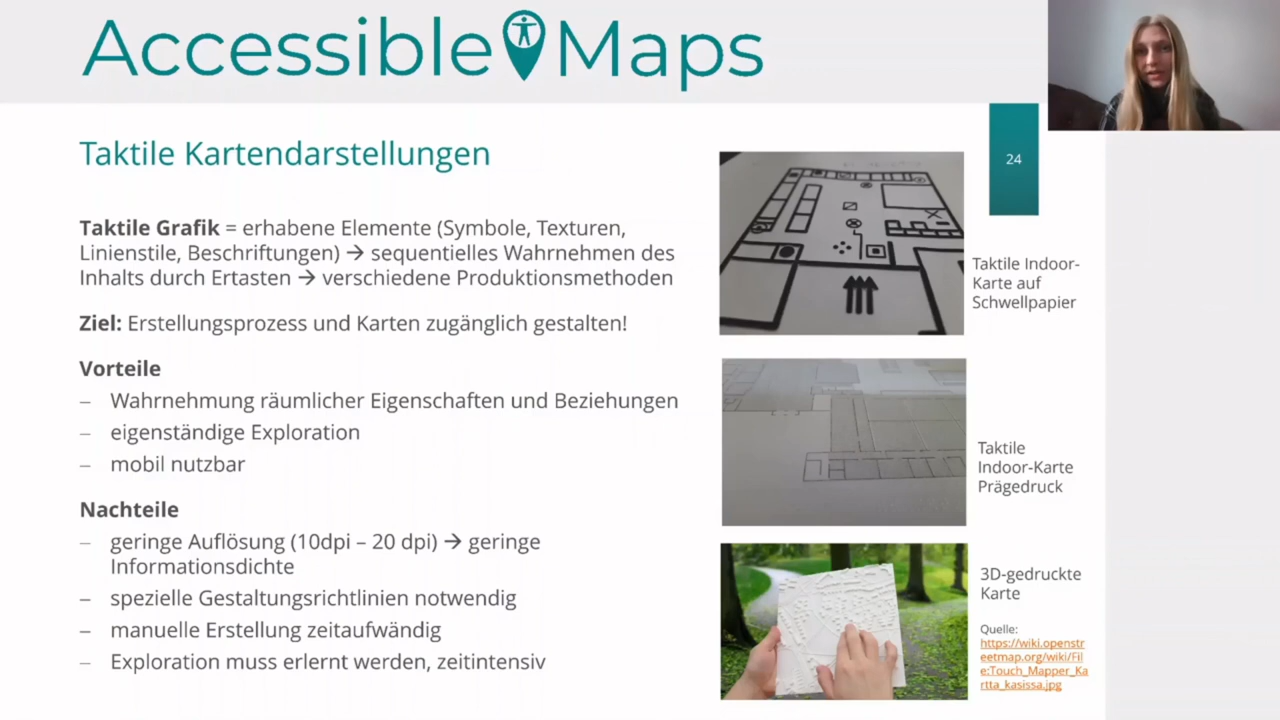 Accessible Maps
24
Taktile Kartendarstellungen
Taktile Grafik = erhabene Elemente (Symbole, Texturen,
Linienstile, Beschriftungen) → sequentielles Wahrnehmen des
Inhalts durch Ertasten → verschiedene Produktionsmethoden
Ziel: Erstellungsprozess und Karten zugänglich gestalten!
Vorteile
– Wahrnehmung räumlicher Eigenschaften und Beziehungen
– eigenständige Exploration
– mobil nutzbar
Nachteile
– geringe Auflösung (10dpi – 20 dpi) → geringe
Informationsdichte
– spezielle Gestaltungsrichtlinien notwendig
– manuelle Erstellung zeitaufwändig
– Exploration muss erlernt werden, zeitintensiv
Taktile Indoor-
Karte auf
Schwellpapier
Taktile
Indoor-Karte
Prägedruck
3D-gedruckte
Karte
Quelle:
https://wiki.openstr
eetmap.org/wiki/Fil
e:Touch_Mapper_Ka
rtta_kasissa.jpg